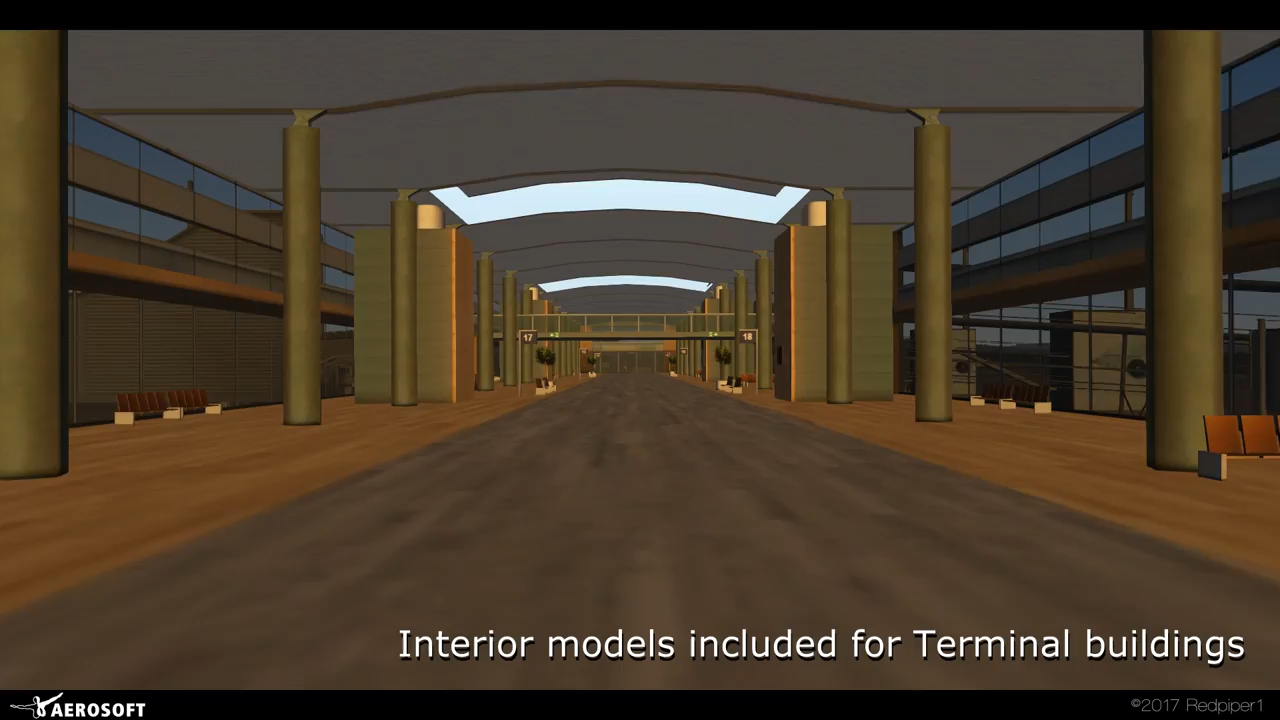 17
18
Interior models included for Terminal buildings
AEROSOFT
©2017 Redpiper1